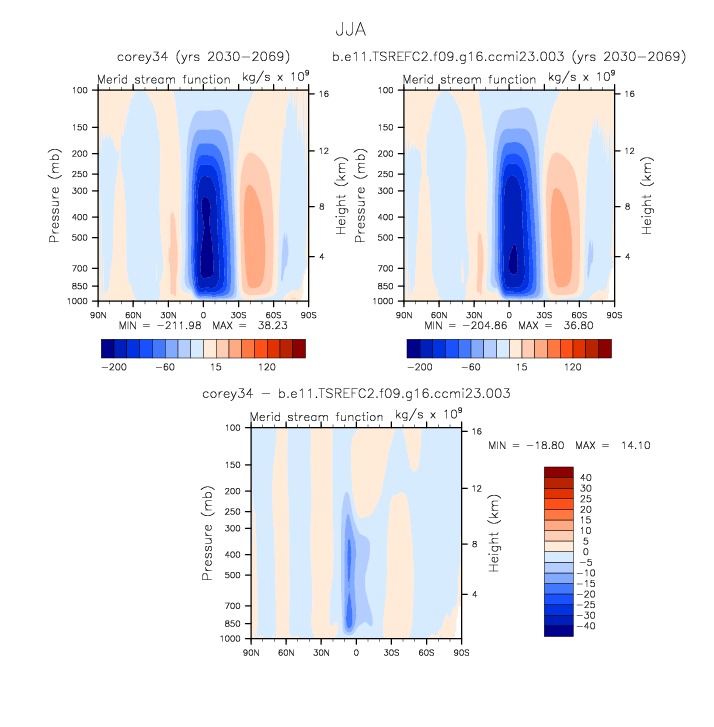 JJA
corey34 (yrs 2030-2069)
b.e11.TSREFC2.f09.g16.ccmi23.003 (yrs 2030-2069)
Merid stream function kg/s x 10⁹
Merid stream function kg/s x 10⁹
100
150
200
250
300
400
500
700
850
1000
Pressure (mb)
16
12
8
4
Height (km)
90N 60N 30N 0 30S 60S 90S
MIN = -211.98 MAX = 38.23
-200 -60 15 120
100
150
200
250
300
400
500
700
850
1000
Pressure (mb)
16
12
8
4
Height (km)
90N 60N 30N 0 30S 60S 90S
MIN = -204.86 MAX = 36.80
-200 -60 15 120
corey34 - b.e11.TSREFC2.f09.g16.ccmi23.003
Merid stream function kg/s x 10⁹
100
150
200
250
300
400
500
700
850
1000
Pressure (mb)
16
12
8
4
Height (km)
90N 60N 30N 0 30S 60S 90S
MIN = -18.80 MAX = 14.10
40
30
25
20
15
10
5
0
-5
-10
-15
-20
-25
-30
-40